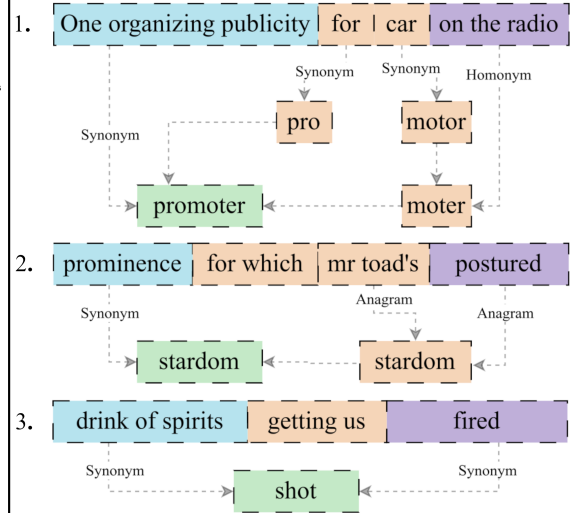 1. One organizing publicity for car on the radio
Synonym Synonym Homonym
pro motor
Synonym
promoter moter
2. prominence for which mr toad's postured
Synonym Anagram Anagram
stardom stardom
3. drink of spirits getting us fired
Synonym Synonym
shot